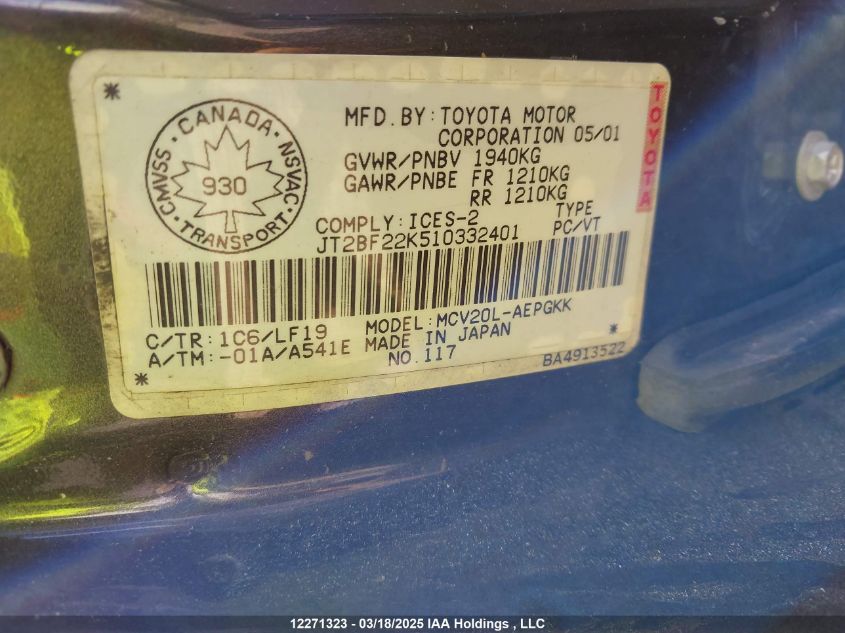 *
CMVSS · CANADA · NSVAC · TRANSPORT ·
930
MFD. BY: TOYOTA MOTOR
CORPORATION 05/01
GVWR/PNBV 1940KG
GAWR/PNBE FR 1210KG
RR 1210KG
COMPLY: ICES-2
TYPE
JT2BF22K510332401
PC/VT
TOYOTA
C/TR: 1C6/LF19
MODEL: MCV20L-AEPGKK
A/TM: -01A/A541E
MADE IN JAPAN
*
* NO. 117
BA4913522
12271323 - 03/18/2025 IAA Holdings , LLC